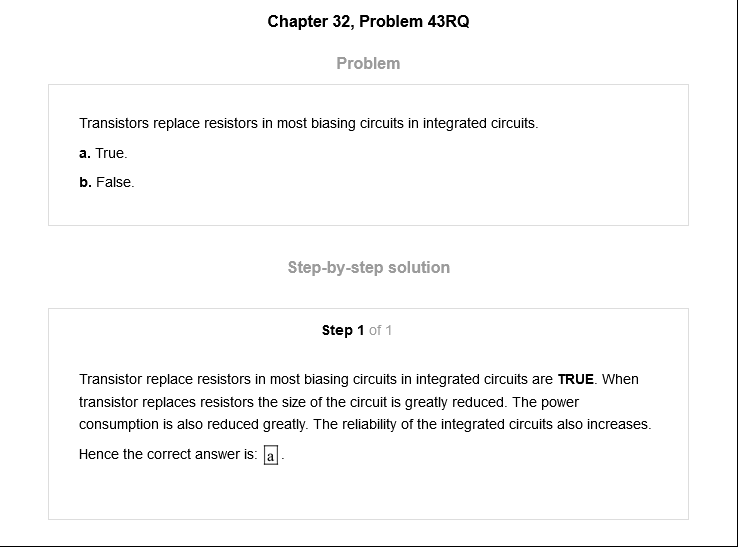 Chapter 32, Problem 43RQ
Problem
Transistors replace resistors in most biasing circuits in integrated circuits.
a. True.
b. False.
Step-by-step solution
Step 1 of 1
Transistor replace resistors in most biasing circuits in integrated circuits are TRUE. When
transistor replaces resistors the size of the circuit is greatly reduced. The power
consumption is also reduced greatly. The reliability of the integrated circuits also increases.
Hence the correct answer is: a .